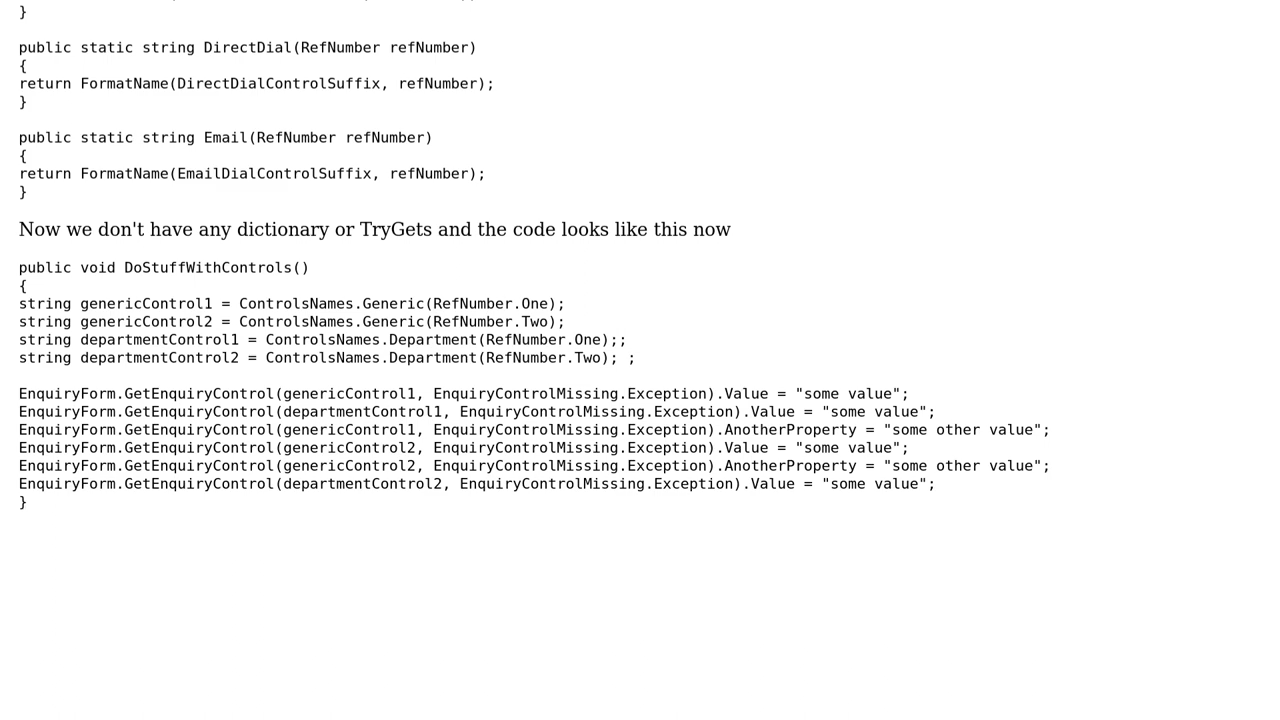 }
public static string DirectDial(RefNumber refNumber)
{
return FormatName(DirectDialControlSuffix, refNumber);
}
public static string Email(RefNumber refNumber)
{
return FormatName(EmailDialControlSuffix, refNumber);
}
Now we don't have any dictionary or TryGets and the code looks like this now
public void DoStuffWithControls()
{
string genericControl1 = ControlsNames.Generic(RefNumber.One);
string genericControl2 = ControlsNames.Generic(RefNumber.Two);
string departmentControl1 = ControlsNames.Department(RefNumber.One);;
string departmentControl2 = ControlsNames.Department(RefNumber.Two); ;
EnquiryForm.GetEnquiryControl(genericControl1, EnquiryControlMissing.Exception).Value = "some value";
EnquiryForm.GetEnquiryControl(departmentControl1, EnquiryControlMissing.Exception).Value = "some value";
EnquiryForm.GetEnquiryControl(genericControl1, EnquiryControlMissing.Exception).AnotherProperty = "some other value";
EnquiryForm.GetEnquiryControl(genericControl2, EnquiryControlMissing.Exception).Value = "some value";
EnquiryForm.GetEnquiryControl(genericControl2, EnquiryControlMissing.Exception).AnotherProperty = "some other value";
EnquiryForm.GetEnquiryControl(departmentControl2, EnquiryControlMissing.Exception).Value = "some value";
}